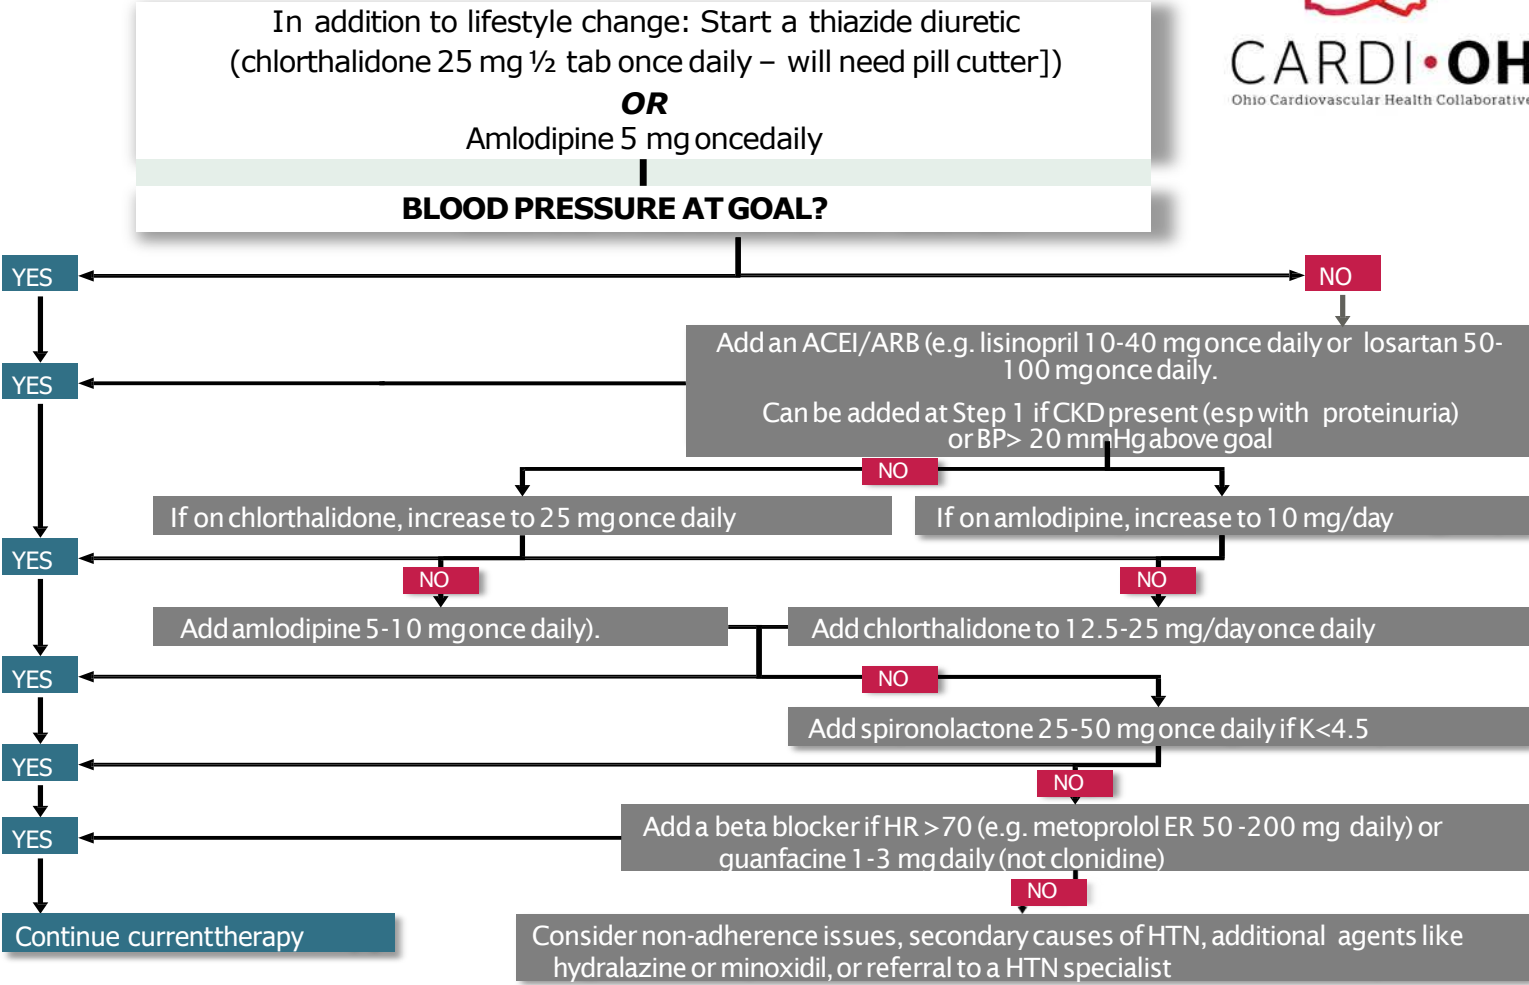 In addition to lifestyle change: Start a thiazide diuretic
(chlorthalidone 25 mg ½ tab once daily – will need pill cutter])
OR
Amlodipine 5 mg oncedaily
CARDI•OH
Ohio Cardiovascular Health Collaborative
BLOOD PRESSURE AT GOAL?
YES
NO
Add an ACEI/ARB (e.g. lisinopril 10-40 mg once daily or losartan 50-
100 mg once daily.
Can be added at Step 1 if CKD present (esp with proteinuria)
or BP> 20 mmHg above goal
YES
NO
If on chlorthalidone, increase to 25 mg once daily
If on amlodipine, increase to 10 mg/day
YES
NO
NO
Add amlodipine 5-10 mg once daily).
Add chlorthalidone to 12.5-25 mg/day once daily
YES
NO
Add spironolactone 25-50 mg once daily if K<4.5
YES
NO
Add a beta blocker if HR >70 (e.g. metoprolol ER 50 -200 mg daily) or
guanfacine 1-3 mg daily (not clonidine)
YES
NO
Continue currenttherapy
Consider non-adherence issues, secondary causes of HTN, additional agents like
hydralazine or minoxidil, or referral to a HTN specialist